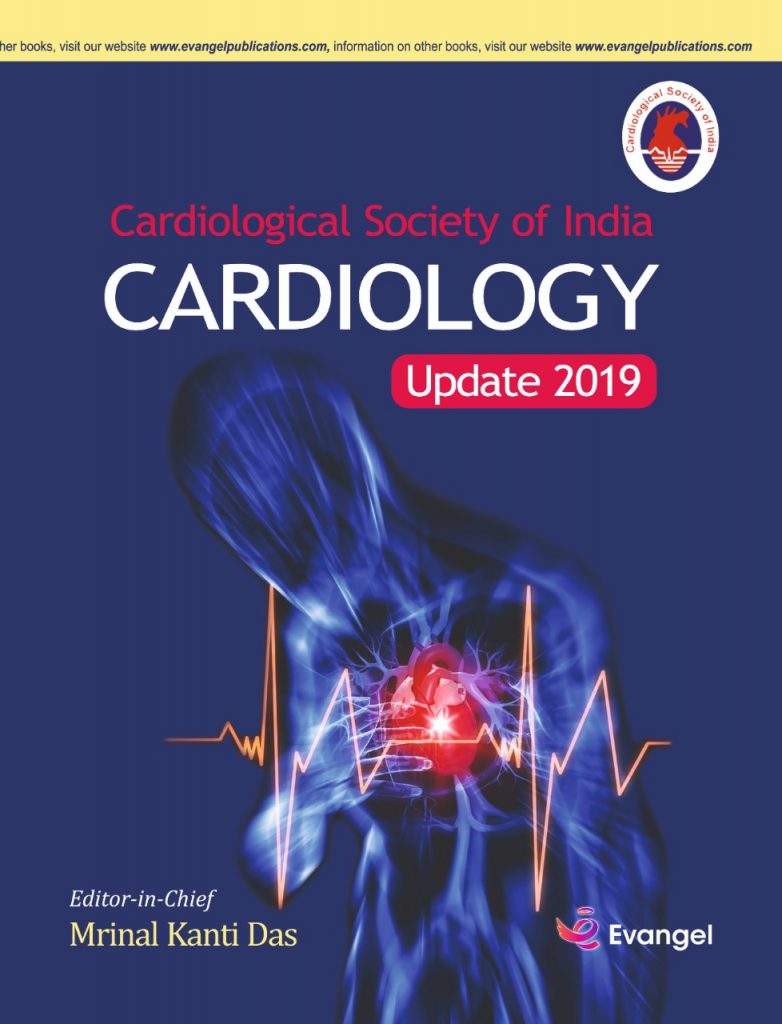 her books, visit our website www.evangelpublications.com, information on other books, visit our website www.evangelpublications.com
Cardiological Society of India
Cardiological Society of India
CARDIOLOGY
Update 2019
Editor-in-Chief
Mrinal Kanti Das
Evangel